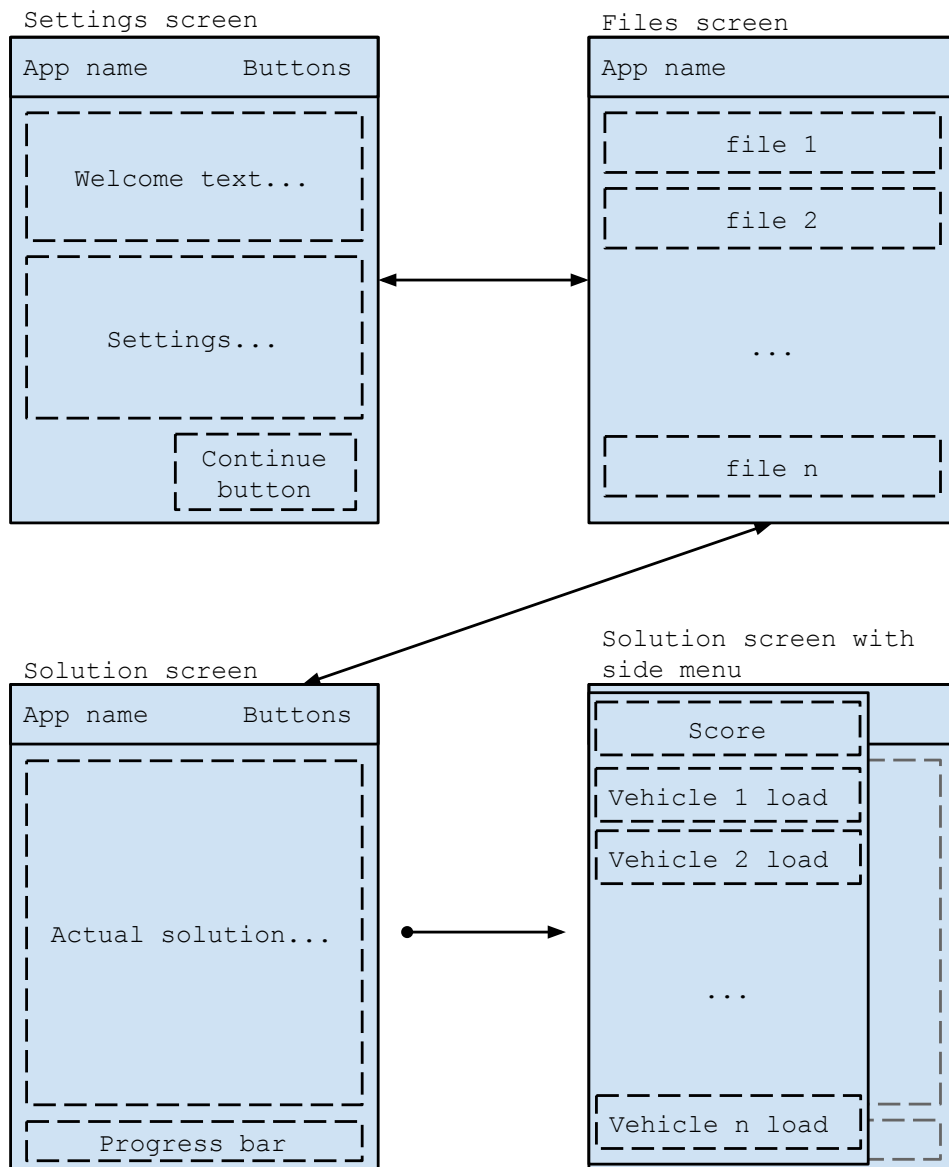 Settings screen
App name Buttons
Welcome text...
Settings...
Continue
button
Files screen
App name
file 1
file 2
...
file n
Solution screen
App name Buttons
Actual solution...
Progress bar
Solution screen with
side menu
Score
Vehicle 1 load
Vehicle 2 load
...
Vehicle n load